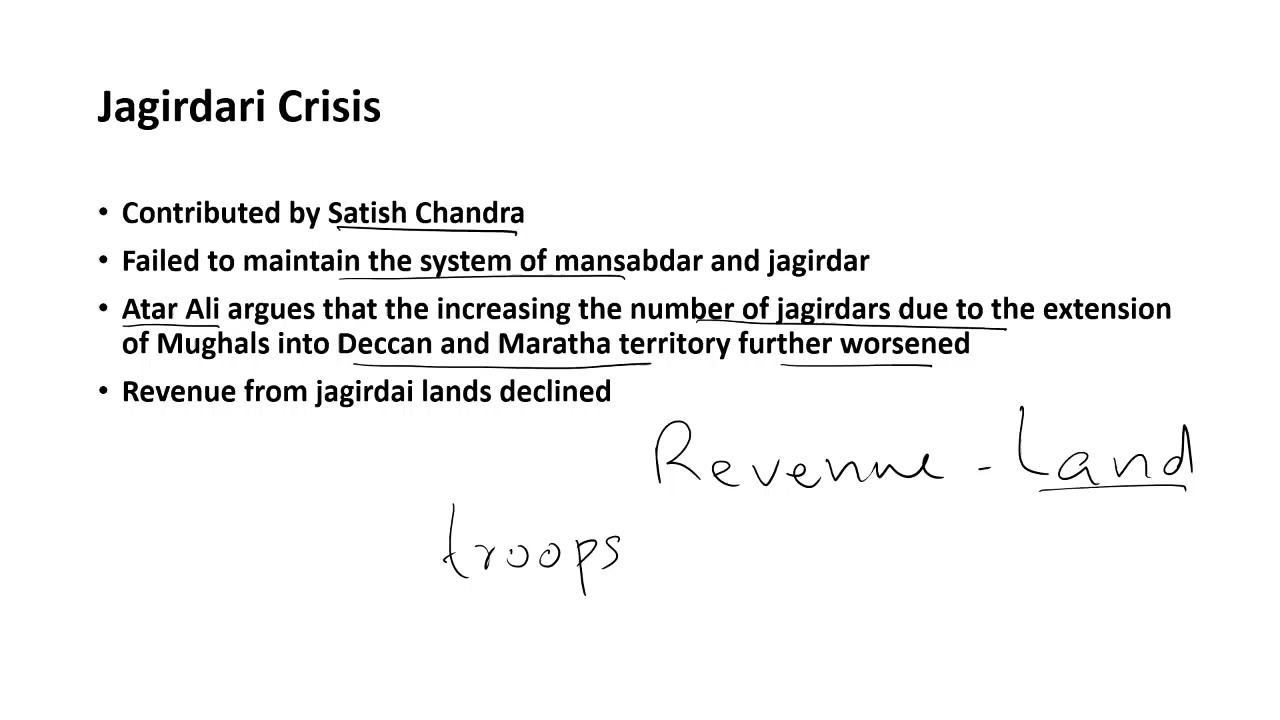 Jagirdari Crisis
• Contributed by Satish Chandra
• Failed to maintain the system of mansabdar and jagirdar
• Atar Ali argues that the increasing the number of jagirdars due to the extension
of Mughals into Deccan and Maratha territory further worsened
• Revenue from jagirdai lands declined
Revenue - Land
troops